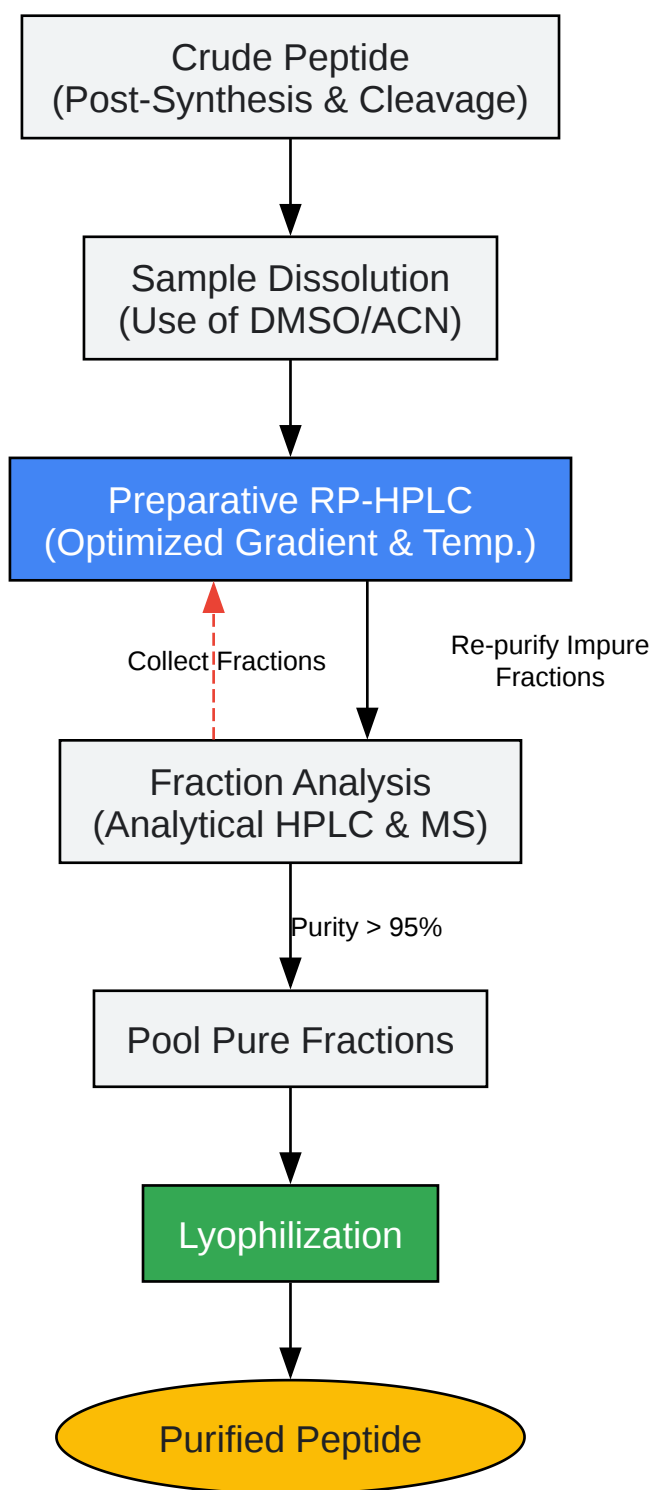 Crude Peptide
(Post-Synthesis & Cleavage)
Sample Dissolution
(Use of DMSO/ACN)
Preparative RP-HPLC
(Optimized Gradient & Temp.)
Collect Fractions
Re-purify Impure
Fractions
Fraction Analysis
(Analytical HPLC & MS)
Purity > 95%
Pool Pure Fractions
Lyophilization
Purified Peptide